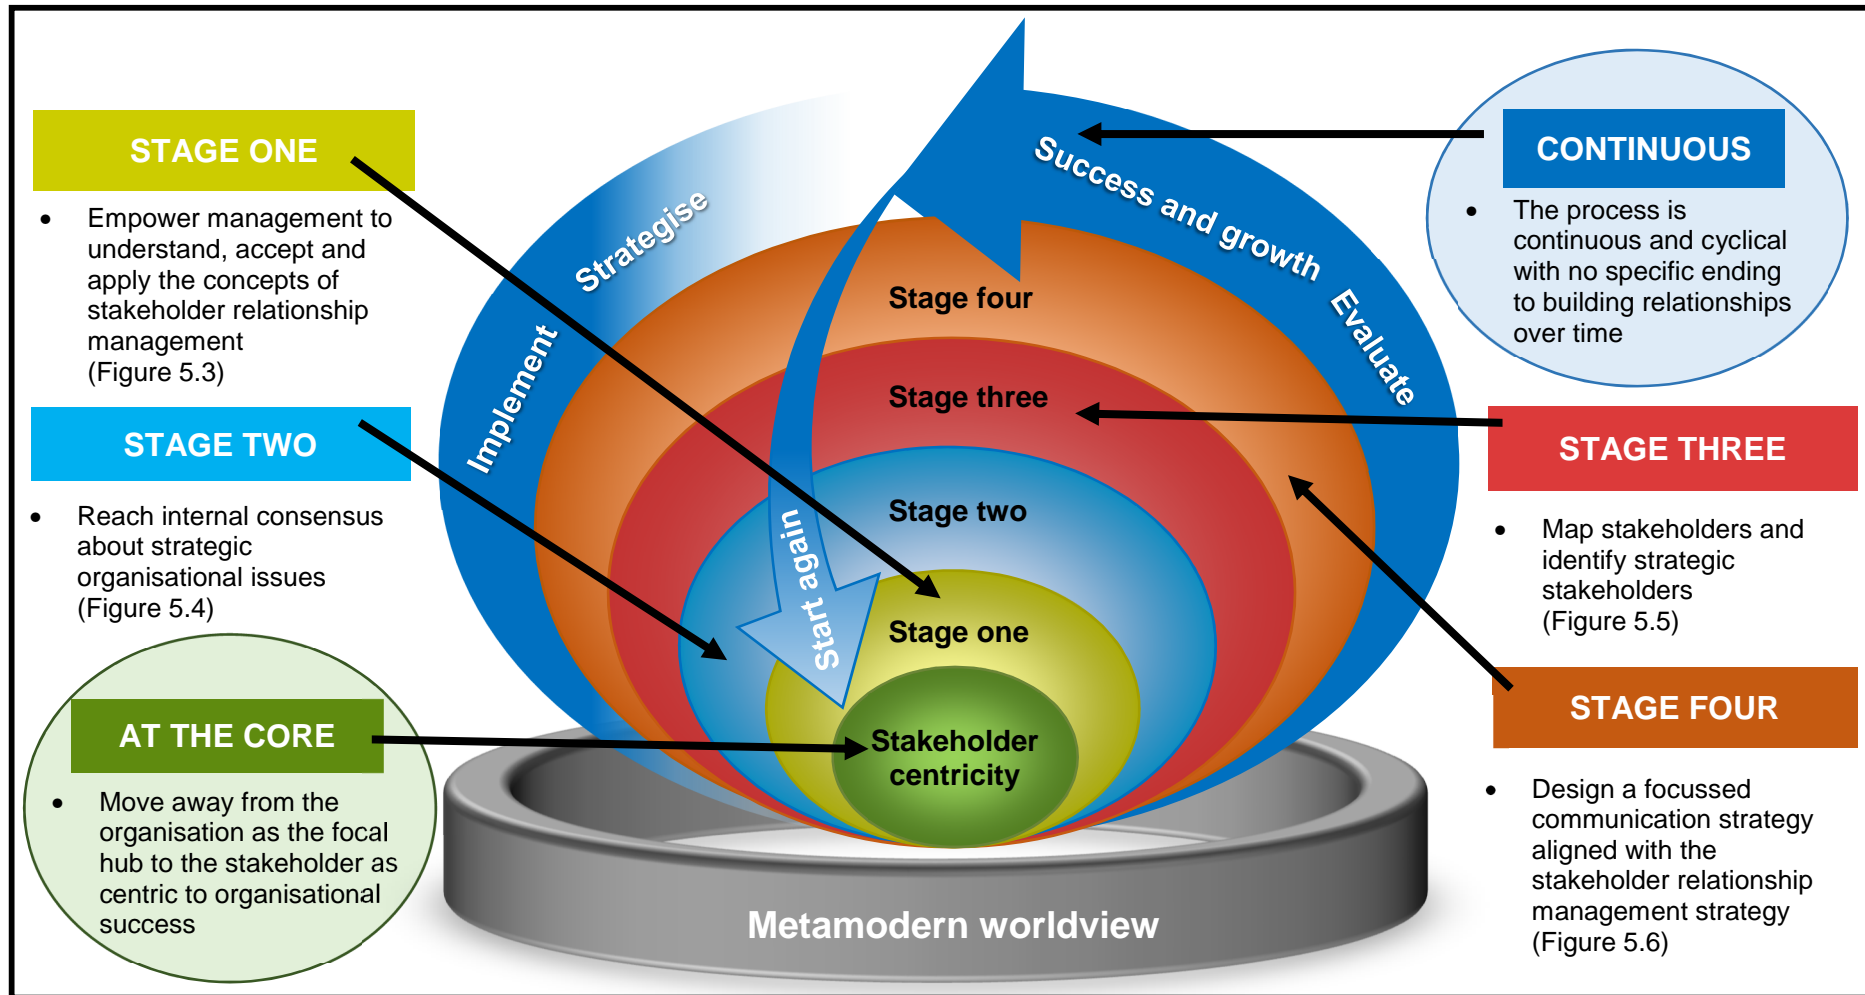 STAGE ONE
• Empower management to
understand, accept and
apply the concepts of
stakeholder relationship
management
(Figure 5.3)
STAGE TWO
• Reach internal consensus
about strategic
organisational issues
(Figure 5.4)
AT THE CORE
• Move away from the
organisation as the focal
hub to the stakeholder as
centric to organisational
success
Implement
Strategise
Success and growth
Evaluate
Start again
Stage four
Stage three
Stage two
Stage one
Stakeholder
centricity
Metamodern worldview
CONTINUOUS
• The process is
continuous and cyclical
with no specific ending
to building relationships
over time
STAGE THREE
• Map stakeholders and
identify strategic
stakeholders
(Figure 5.5)
STAGE FOUR
• Design a focussed
communication strategy
aligned with the
stakeholder relationship
management strategy
(Figure 5.6)